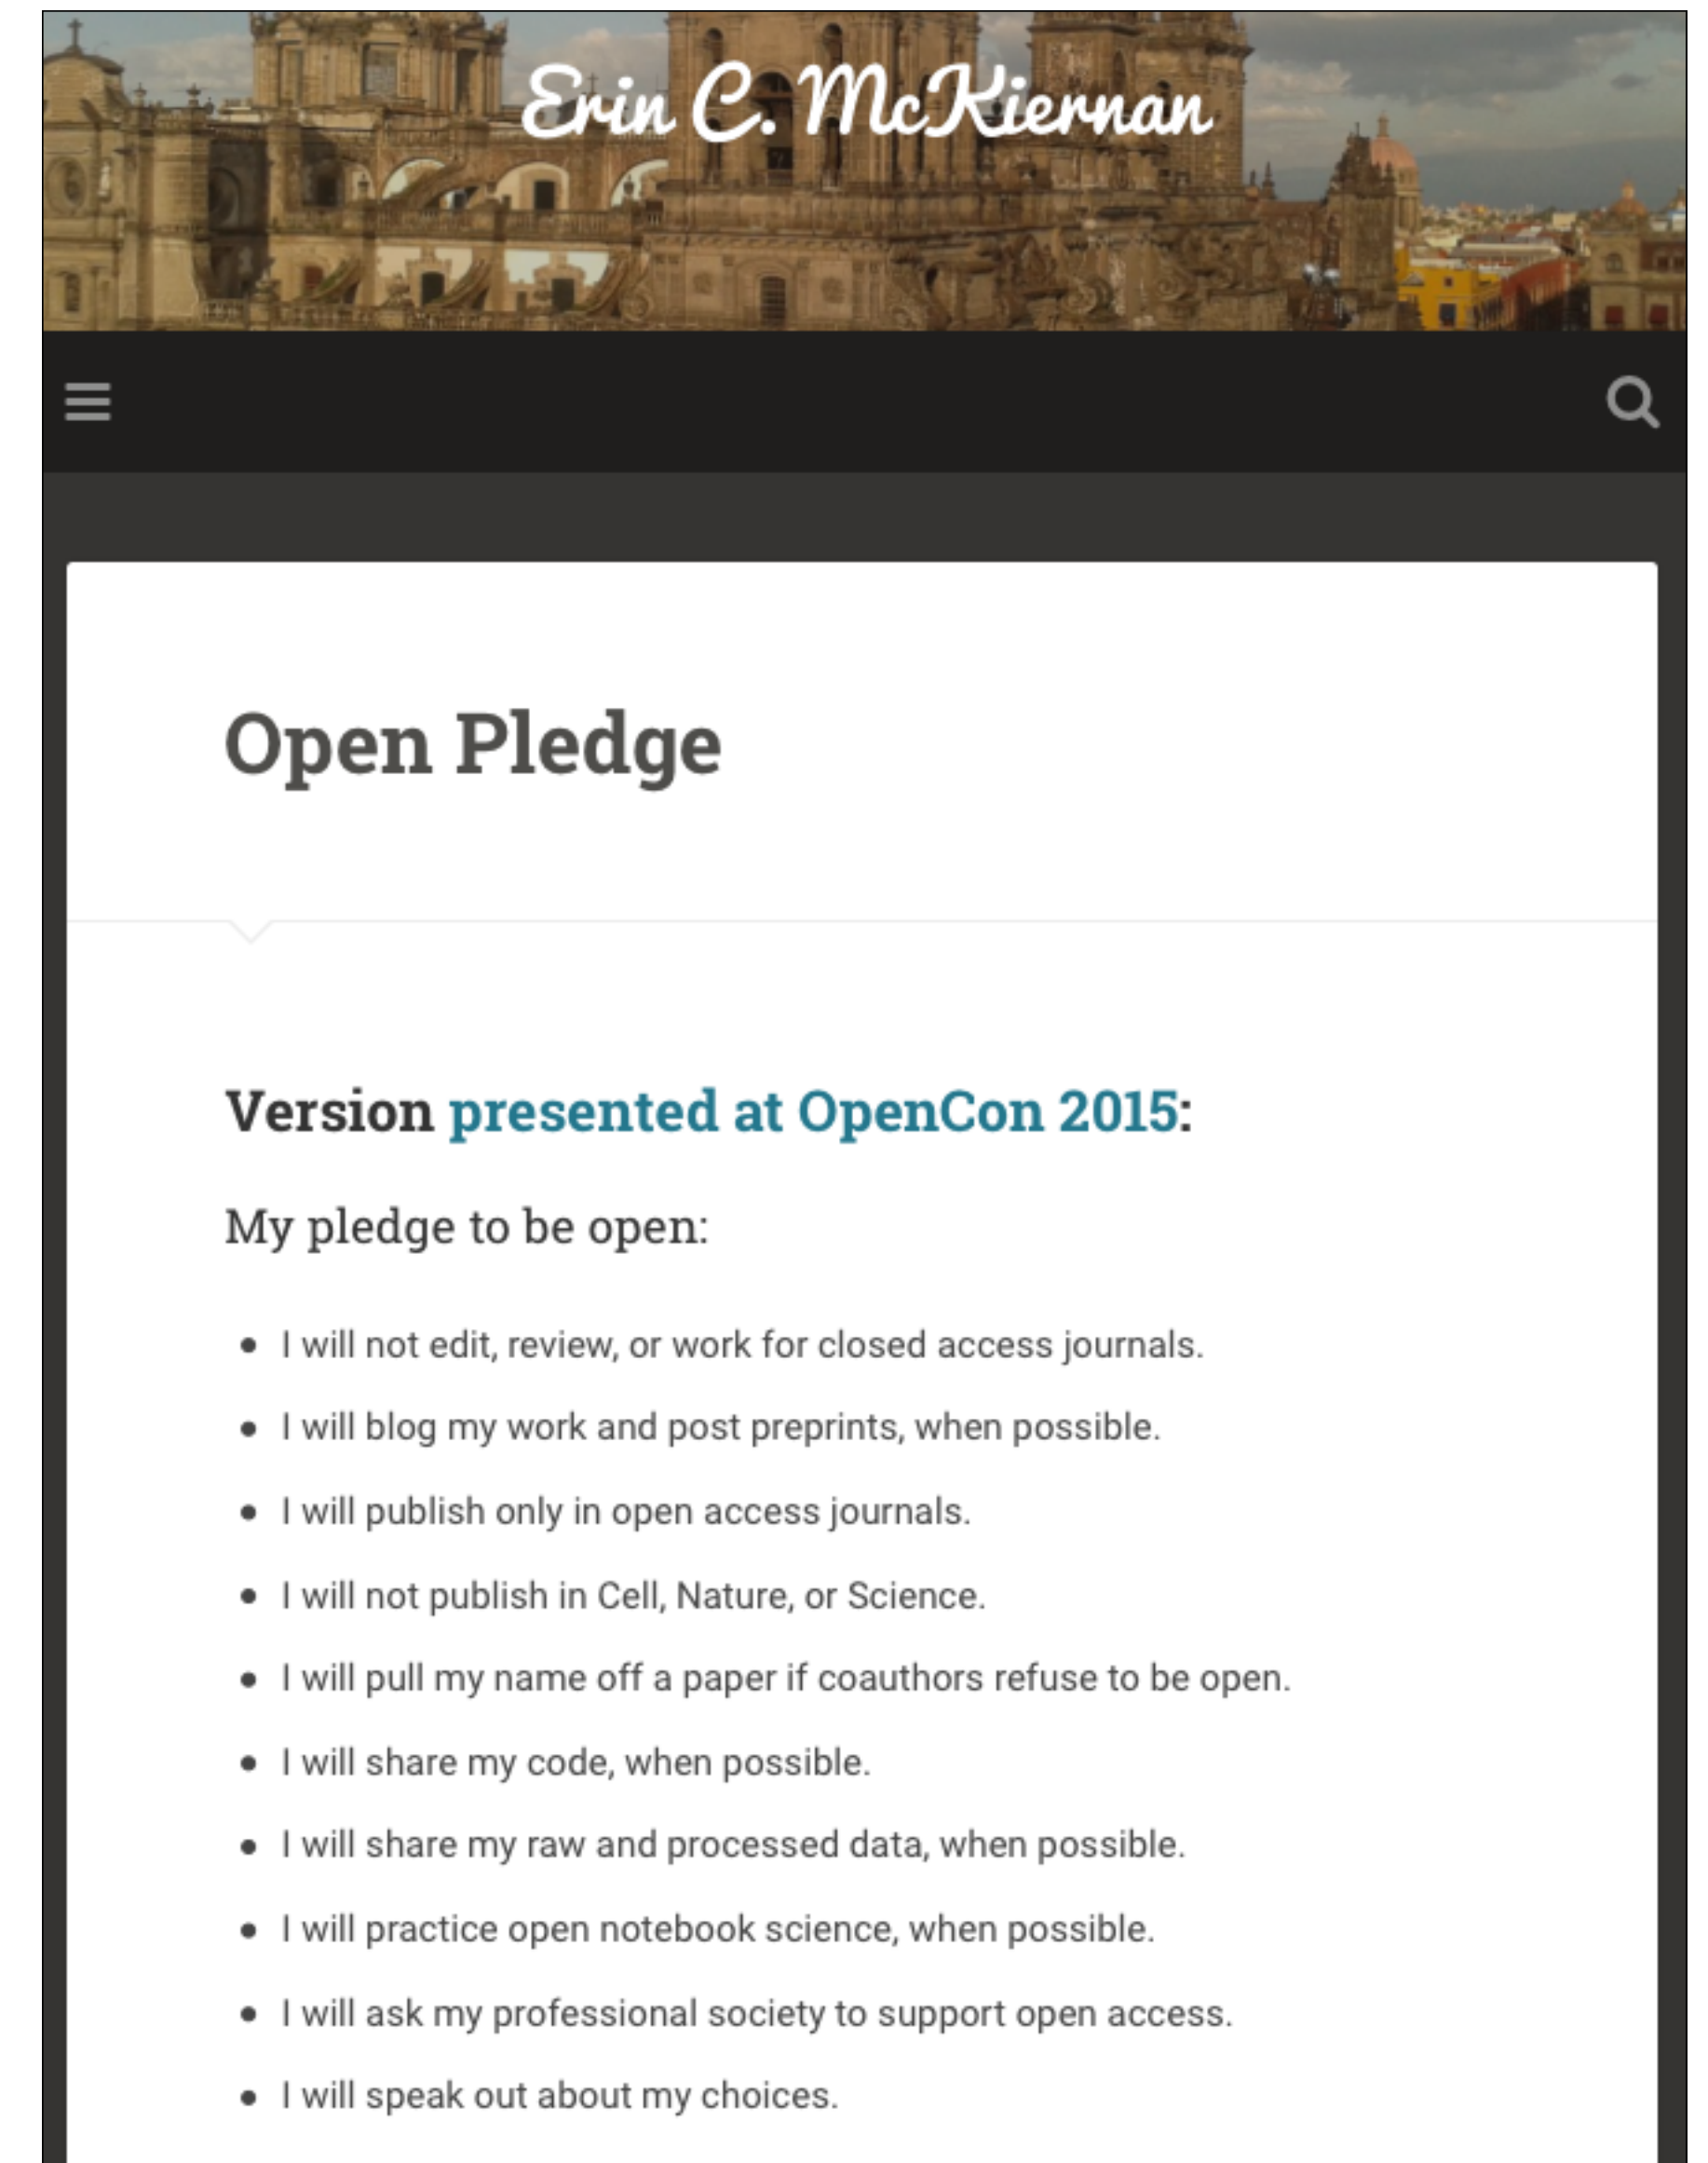 Erin C. McKiernan
Open Pledge
Version presented at OpenCon 2015:
My pledge to be open:
• I will not edit, review, or work for closed access journals.
• I will blog my work and post preprints, when possible.
• I will publish only in open access journals.
• I will not publish in Cell, Nature, or Science.
• I will pull my name off a paper if coauthors refuse to be open.
• I will share my code, when possible.
• I will share my raw and processed data, when possible.
• I will practice open notebook science, when possible.
• I will ask my professional society to support open access.
• I will speak out about my choices.